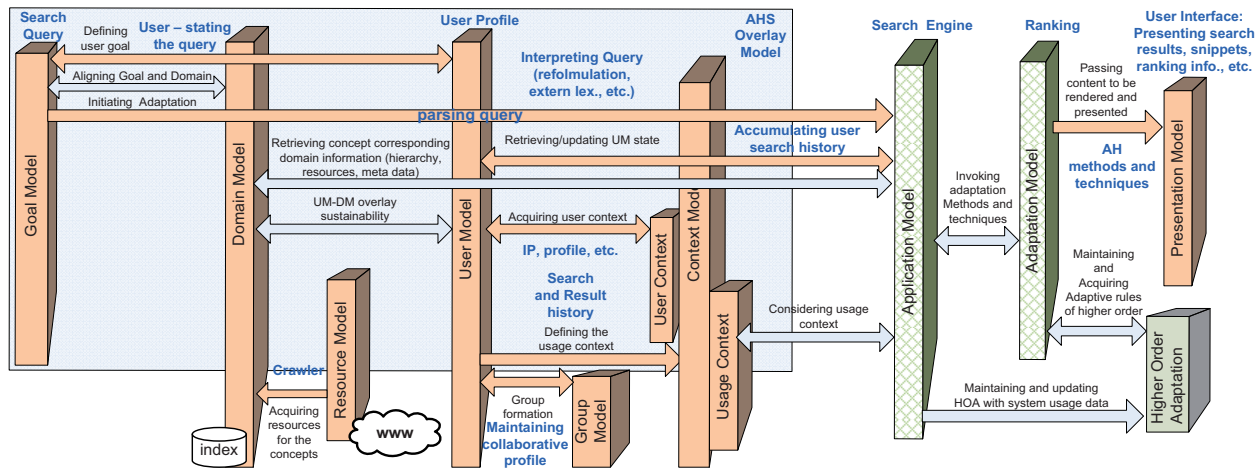 Search
Query
User – stating
the query
User Profile
AHS
Overlay
Model
Search Engine
Ranking
User Interface:
Presenting search
results, snippets,
ranking info., etc.
Defining
user goal
Aligning Goal and Domain
Initiating Adaptation
Interpreting Query
(refolmulation,
extern lex., etc.)
parsing query
Passing
content to be
rendered and
presented
Retrieving concept corresponding
domain information (hierarchy,
resources, meta data)
Retrieving/updating UM state
Accumulating user
search history
AH
methods and
techniques
UM-DM overlay
sustainability
Acquiring user context
IP, profile, etc.
Invoking
adaptation
Methods and
techniques
Search
and Result
history
Defining the
usage context
Considering usage
context
Maintaining
and
Acquiring
Adaptive rules
of higher order
Crawler
Acquiring
resources
for the
concepts
Group
formation
Maintaining
collaborative
profile
Maintaining and updating
HOA with system usage data
Goal Model
Domain Model
Resource Model
User Model
Group
Model
User Context
Context Model
Usage Context
Application Model
Adaptation Model
Presentation Model
Higher Order
Adaptation
index
www